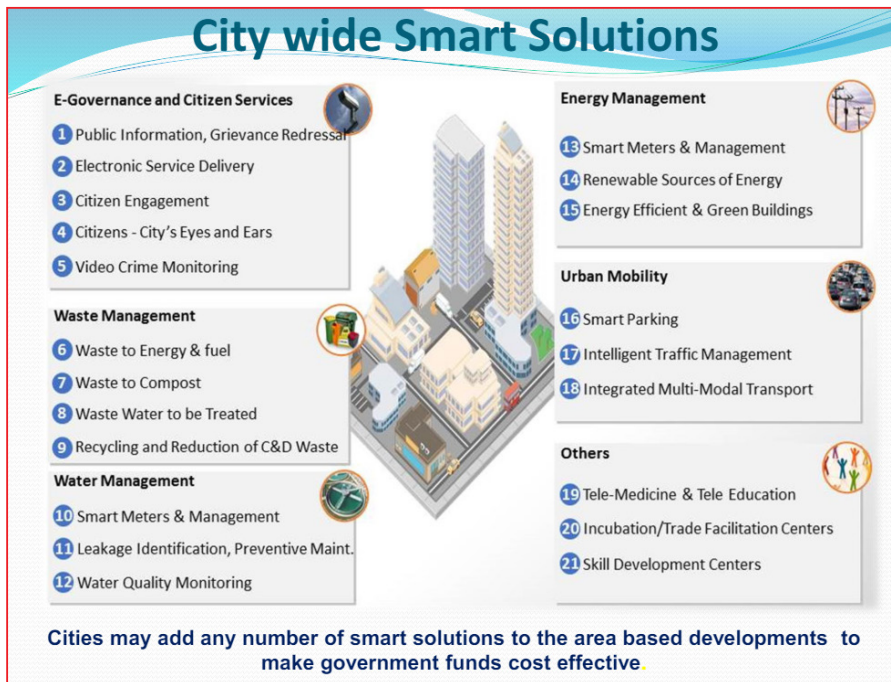 City wide Smart Solutions
E-Governance and Citizen Services
1 Public Information, Grievance Redressal
2 Electronic Service Delivery
3 Citizen Engagement
4 Citizens - City's Eyes and Ears
5 Video Crime Monitoring
Waste Management
6 Waste to Energy & fuel
7 Waste to Compost
8 Waste Water to be Treated
9 Recycling and Reduction of C&D Waste
Water Management
10 Smart Meters & Management
11 Leakage Identification, Preventive Maint.
12 Water Quality Monitoring
Energy Management
13 Smart Meters & Management
14 Renewable Sources of Energy
15 Energy Efficient & Green Buildings
Urban Mobility
16 Smart Parking
17 Intelligent Traffic Management
18 Integrated Multi-Modal Transport
Others
19 Tele-Medicine & Tele Education
20 Incubation/Trade Facilitation Centers
21 Skill Development Centers
Cities may add any number of smart solutions to the area based developments to
make government funds cost effective.